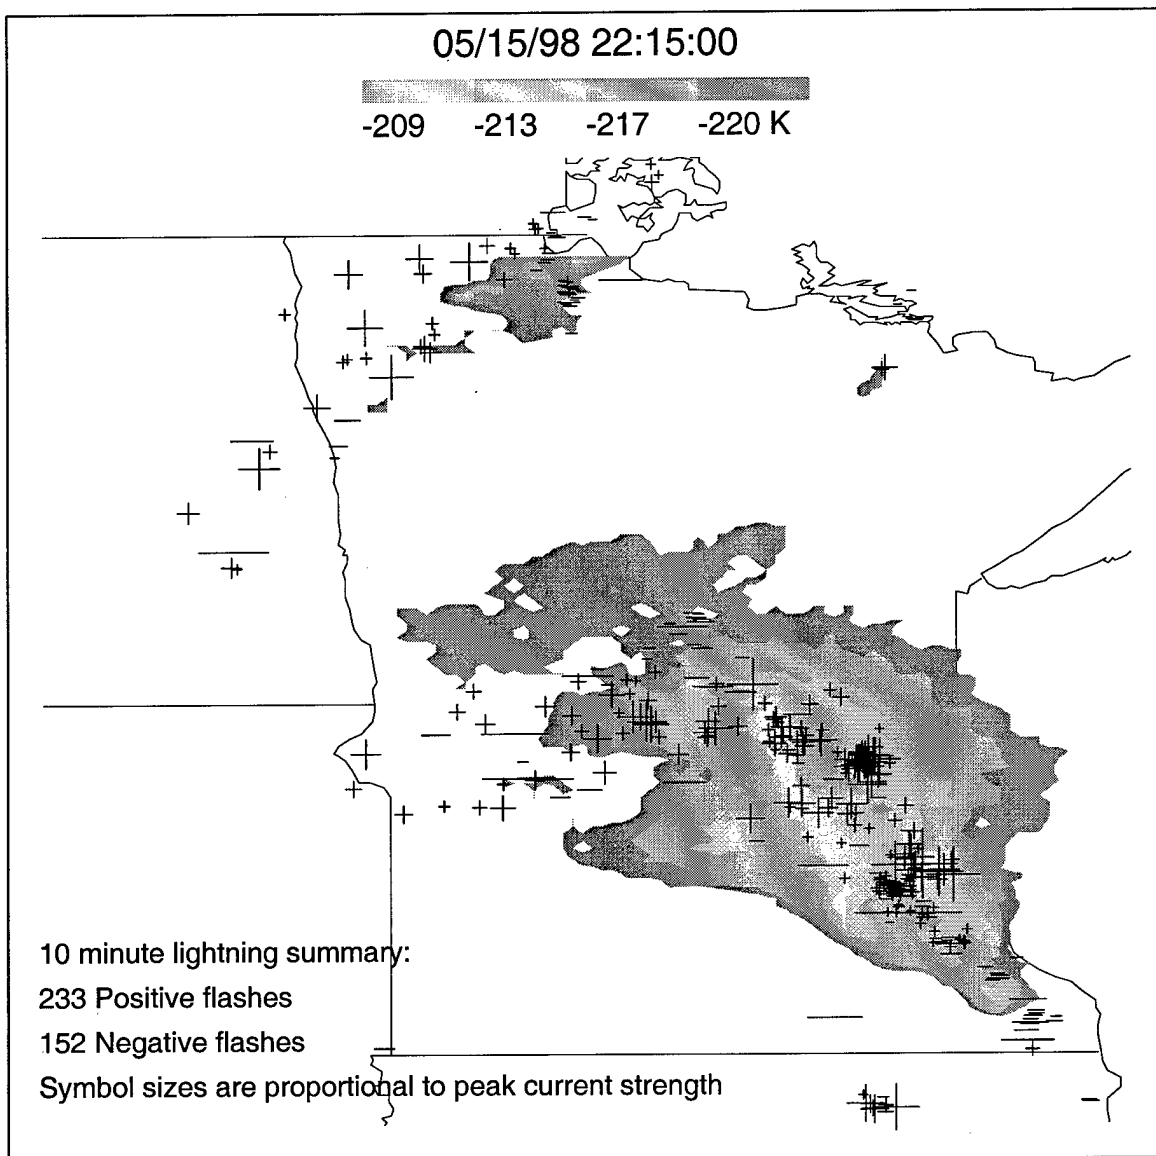 05/15/98 22:15:00
-209 -213 -217 -220 K
10 minute lightning summary:
233 Positive flashes
152 Negative flashes
Symbol sizes are proportional to peak current strength